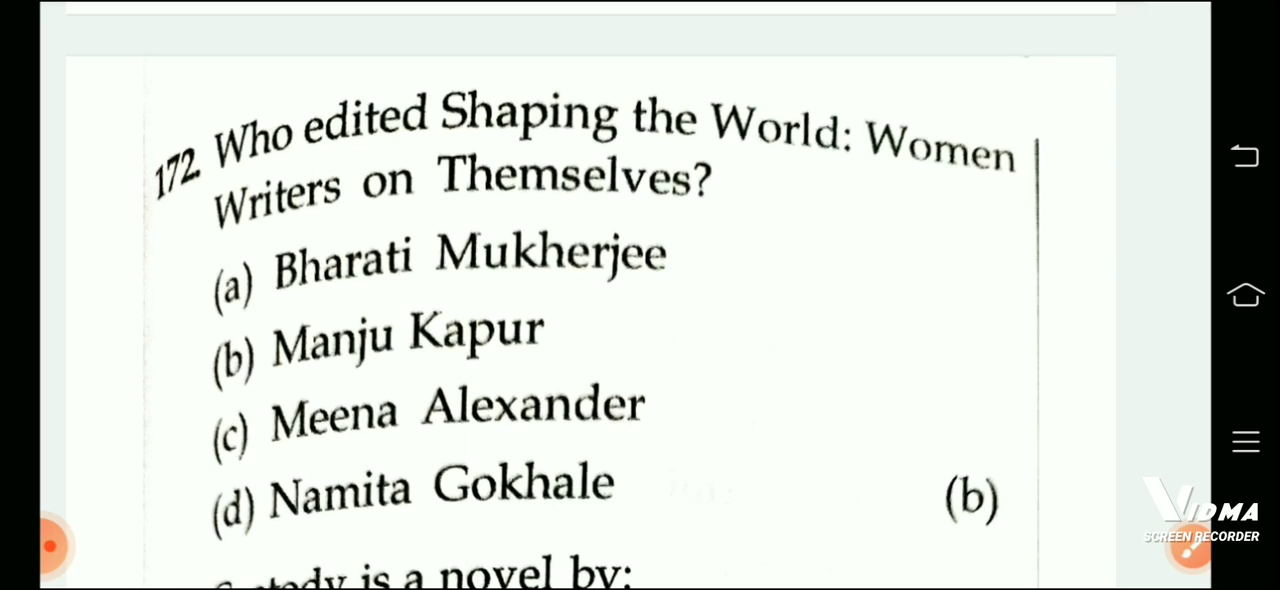 172. Who edited Shaping the World: Women
Writers on Themselves?
(a) Bharati Mukherjee
(b) Manju Kapur
(c) Meena Alexander
(d) Namita Gokhale
(b)
is a novel by:
VIDMA
SCREEN RECORDER